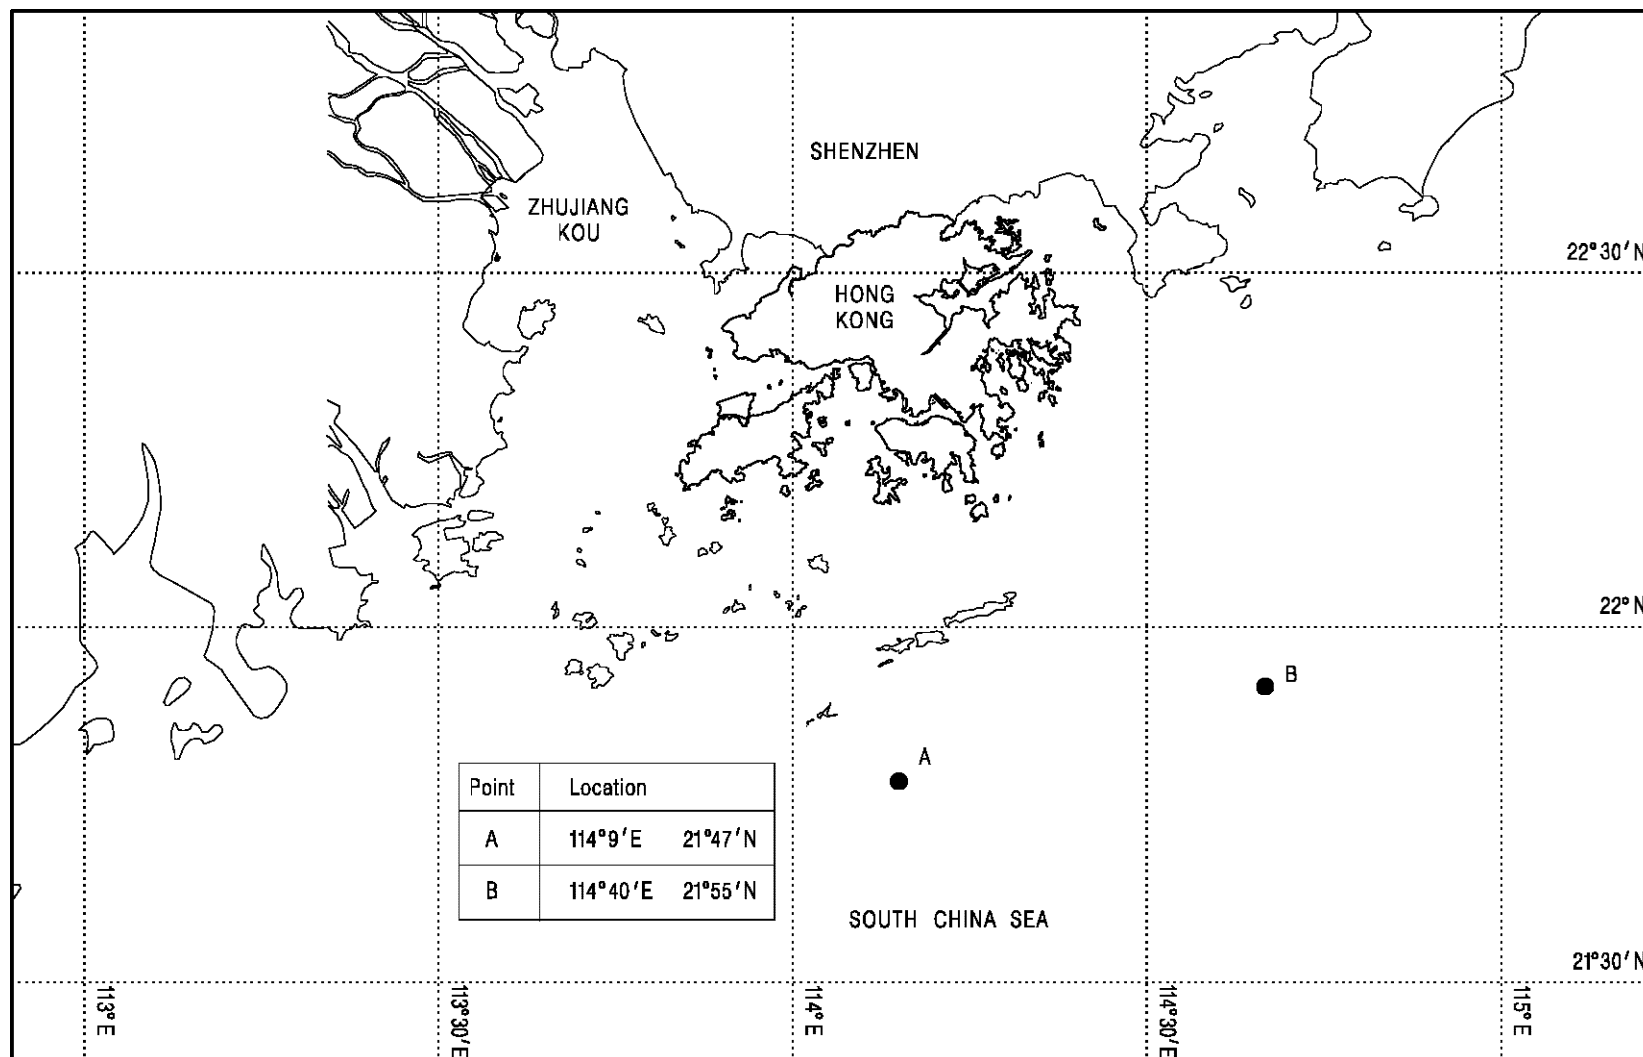 SHENZHEN
ZHUJIANG
KOU
22°30'N
HONG
KONG
22°N
B
A
Point Location
A 114°9'E 21°47'N
B 114°40'E 21°55'N
SOUTH CHINA SEA
21°30'N
113°E
113°30'E
114°E
114°30'E
115°E